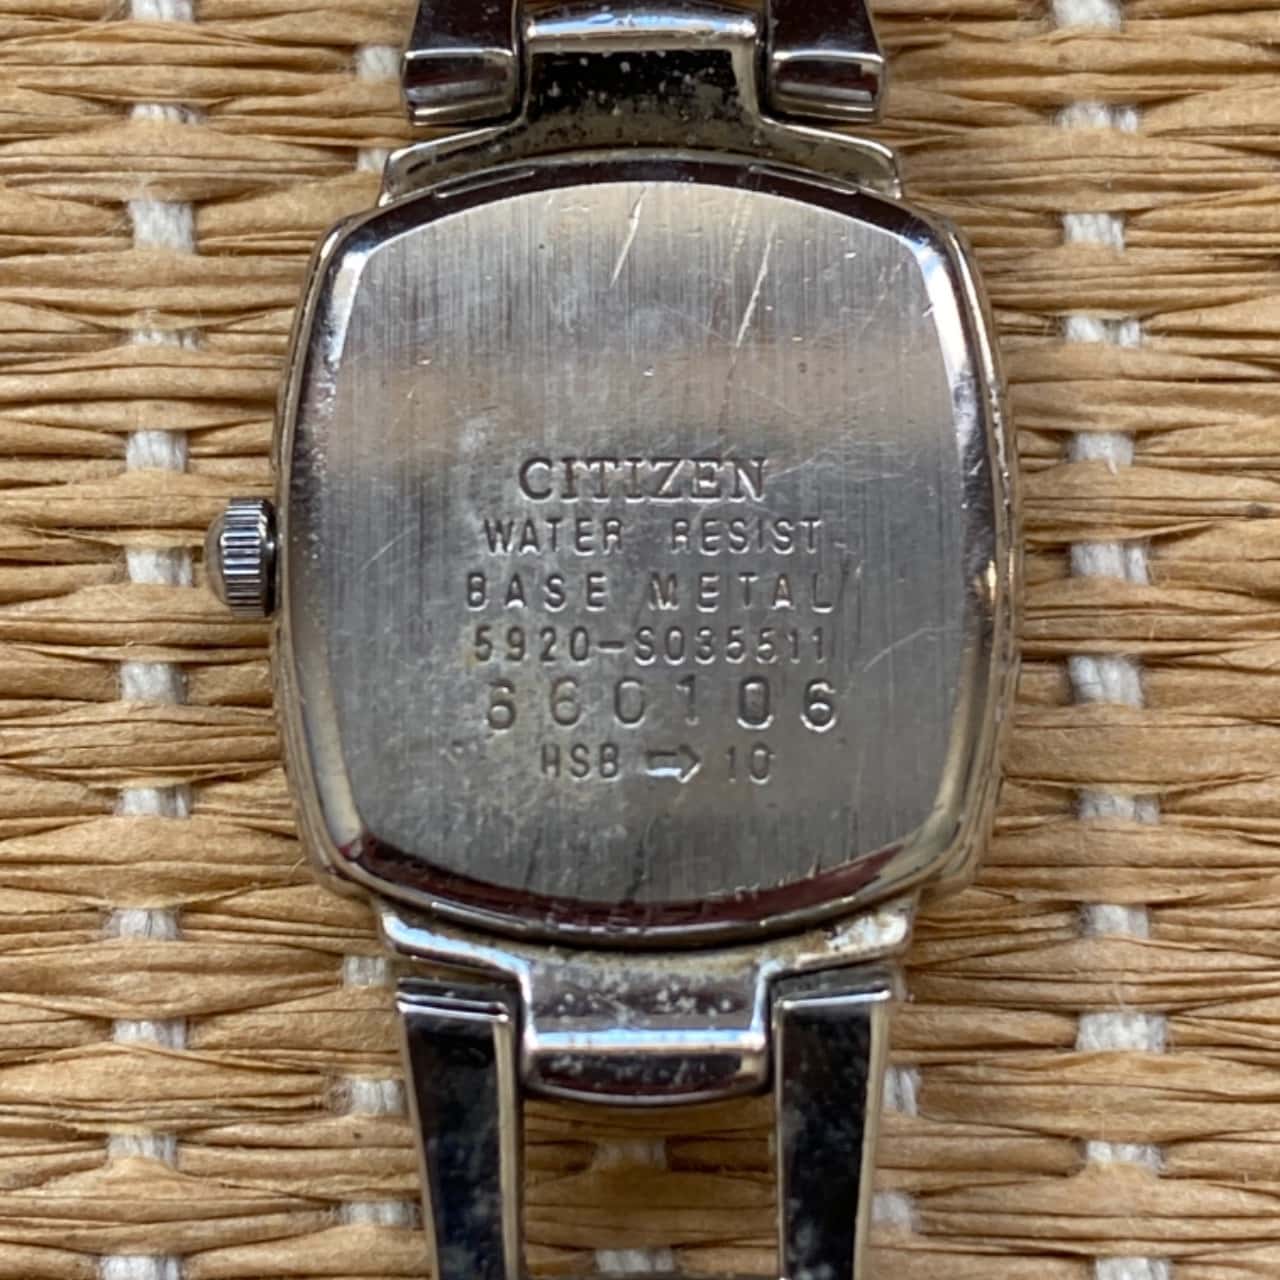 CITIZEN
WATER RESIST
BASE METAL
5920-S035511
660106
HSB ⇨ 10